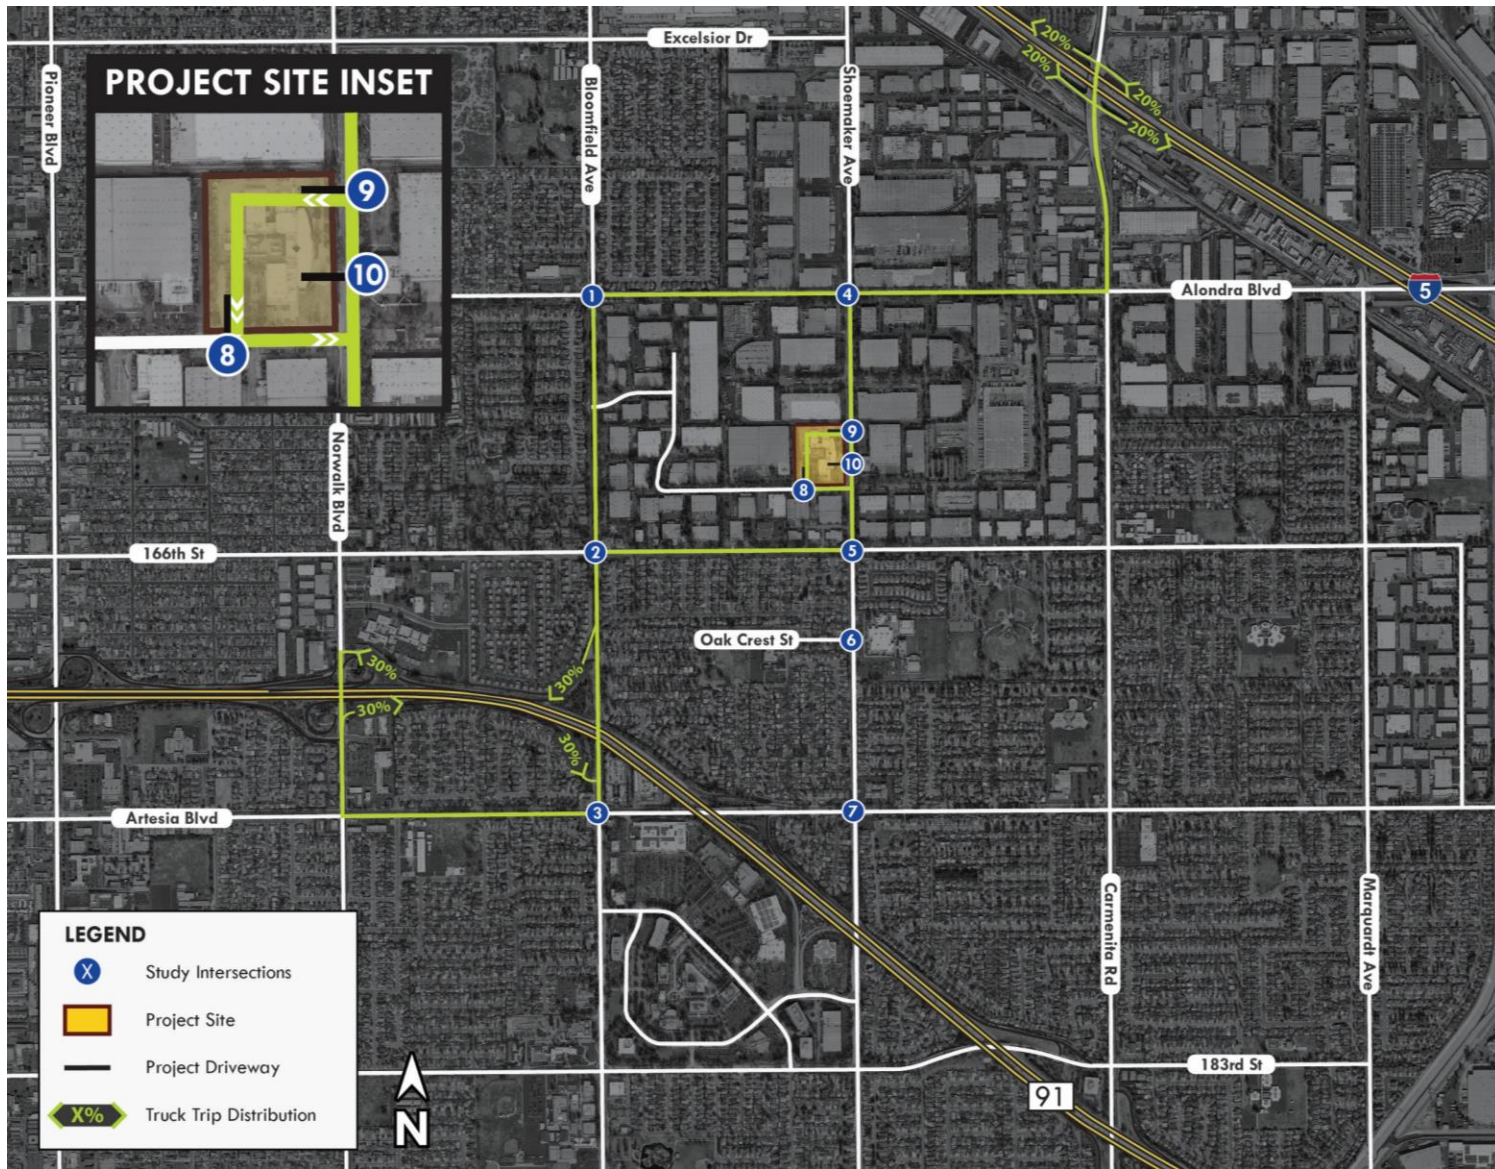 Excelsior Dr
20%
20%
20%
20%
PROJECT SITE INSET
Pioneer Blvd
Bloomfield Ave
Shoemaker Ave
9
10
8
1
4
Alondra Blvd
5
Norwalk Blvd
9
10
8
166th St
2
5
Oak Crest St
6
30%
30%
30%
30%
Artesia Blvd
3
7
Carmenita Rd
Marquardt Ave
LEGEND
X
Study Intersections
Project Site
Project Driveway
X%
Truck Trip Distribution
N
183rd St
91